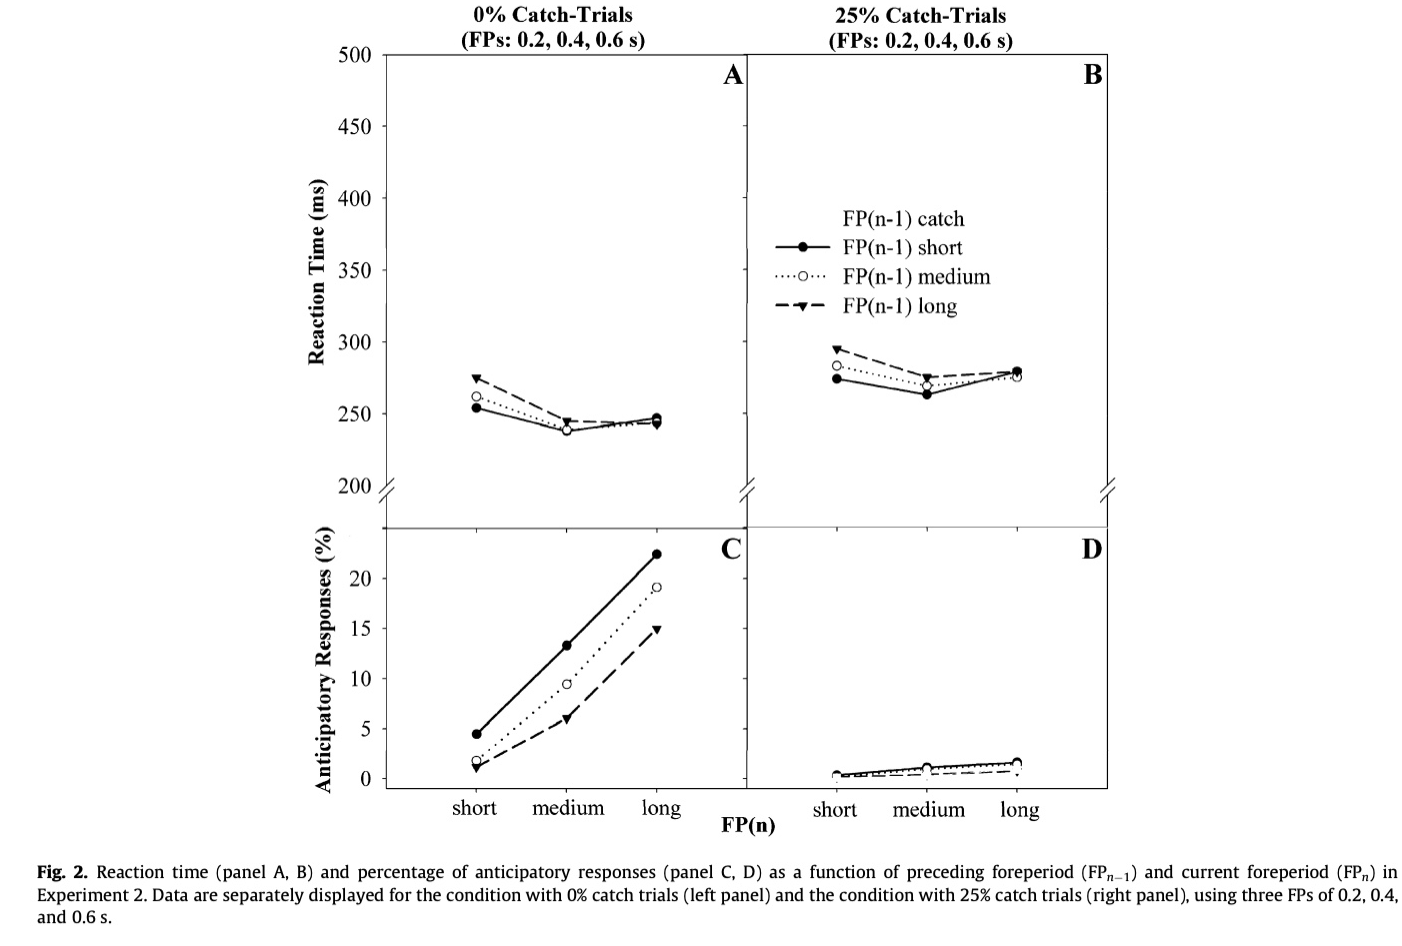 0% Catch-Trials
(FPs: 0.2, 0.4, 0.6 s)
25% Catch-Trials
(FPs: 0.2, 0.4, 0.6 s)
A
B
500
450
400
350
300
250
200
Reaction Time (ms)
FP(n-1) catch
FP(n-1) short
FP(n-1) medium
FP(n-1) long
C
D
20
15
10
5
0
Anticipatory Responses (%)
short medium long
short medium long
FP(n)
Fig. 2. Reaction time (panel A, B) and percentage of anticipatory responses (panel C, D) as a function of preceding foreperiod (FPₙ₋₁) and current foreperiod (FPₙ) in
Experiment 2. Data are separately displayed for the condition with 0% catch trials (left panel) and the condition with 25% catch trials (right panel), using three FPs of 0.2, 0.4,
and 0.6 s.